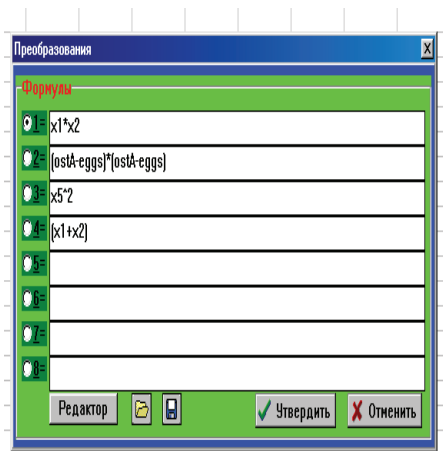 Преобразования X
Формулы
1= x1*x2
2= (ostA-eggs)*(ostA-eggs)
3= x5^2
4= (x1+x2)
5=
6=
7=
8=
Редактор Утвердить Отменить